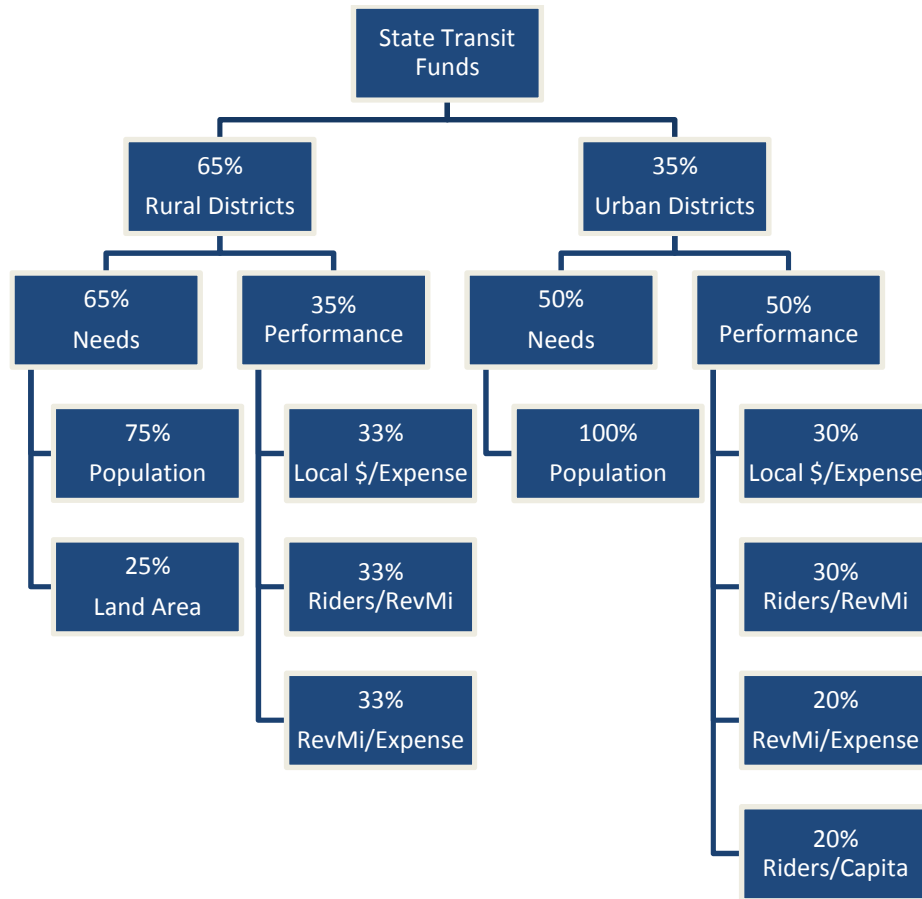 State Transit
Funds
65%
Rural Districts
35%
Urban Districts
65%
Needs
35%
Performance
50%
Needs
50%
Performance
75%
Population
33%
Local $/Expense
100%
Population
30%
Local $/Expense
25%
Land Area
33%
Riders/RevMi
30%
Riders/RevMi
33%
RevMi/Expense
20%
RevMi/Expense
20%
Riders/Capita